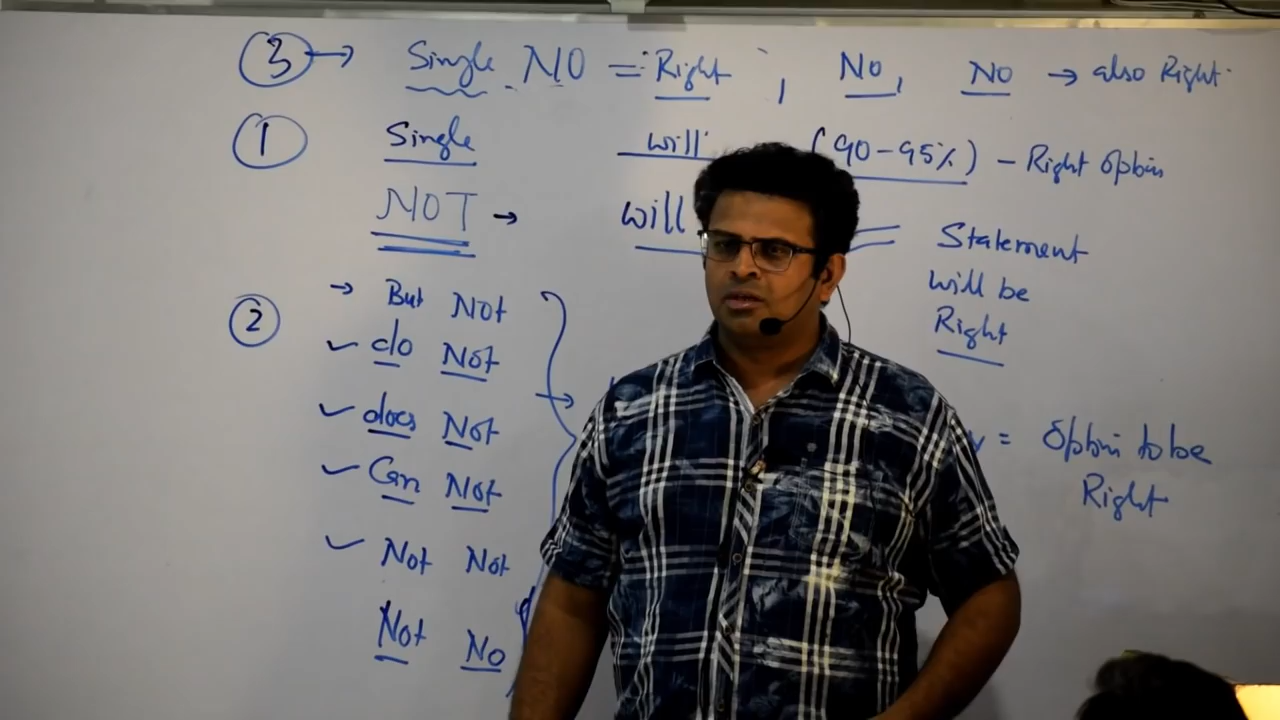 3 → Single NO = Right , No, No → also Right
1 Single will (90-95%) - Right option
NOT → will = Statement
will be
Right
2 → But Not
✓ do Not
✓ does Not
✓ Can Not
✓ Not Not
Not No
= Option to be
Right